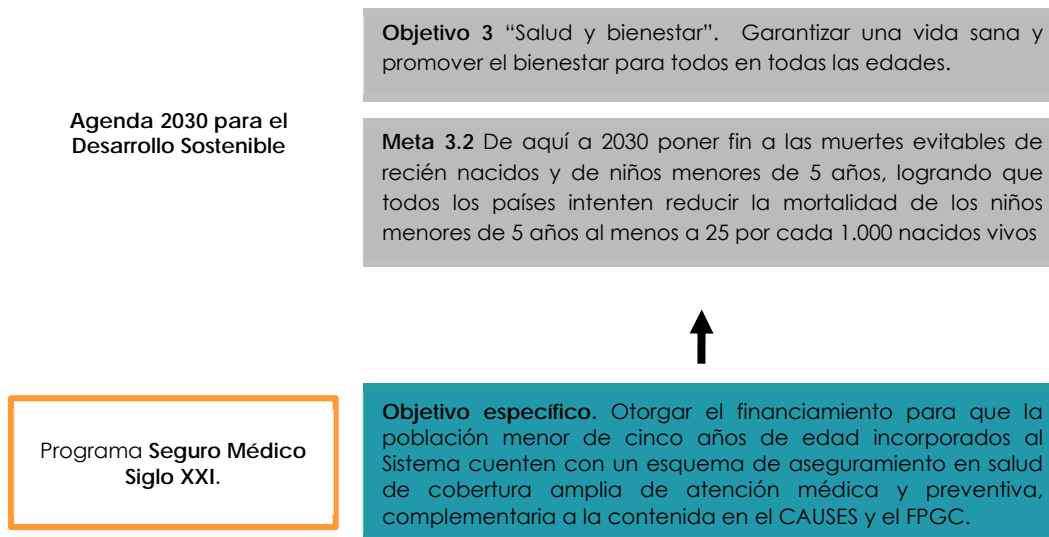 Objetivo 3 “Salud y bienestar”. Garantizar una vida sana y
promover el bienestar para todos en todas las edades.
Agenda 2030 para el
Desarrollo Sostenible
Meta 3.2 De aquí a 2030 poner fin a las muertes evitables de
recién nacidos y de niños menores de 5 años, logrando que
todos los países intenten reducir la mortalidad de los niños
menores de 5 años al menos a 25 por cada 1.000 nacidos vivos
Programa Seguro Médico
Siglo XXI.
Objetivo específico. Otorgar el financiamiento para que la
población menor de cinco años de edad incorporados al
Sistema cuenten con un esquema de aseguramiento en salud
de cobertura amplia de atención médica y preventiva,
complementaria a la contenida en el CAUSES y el FPGC.